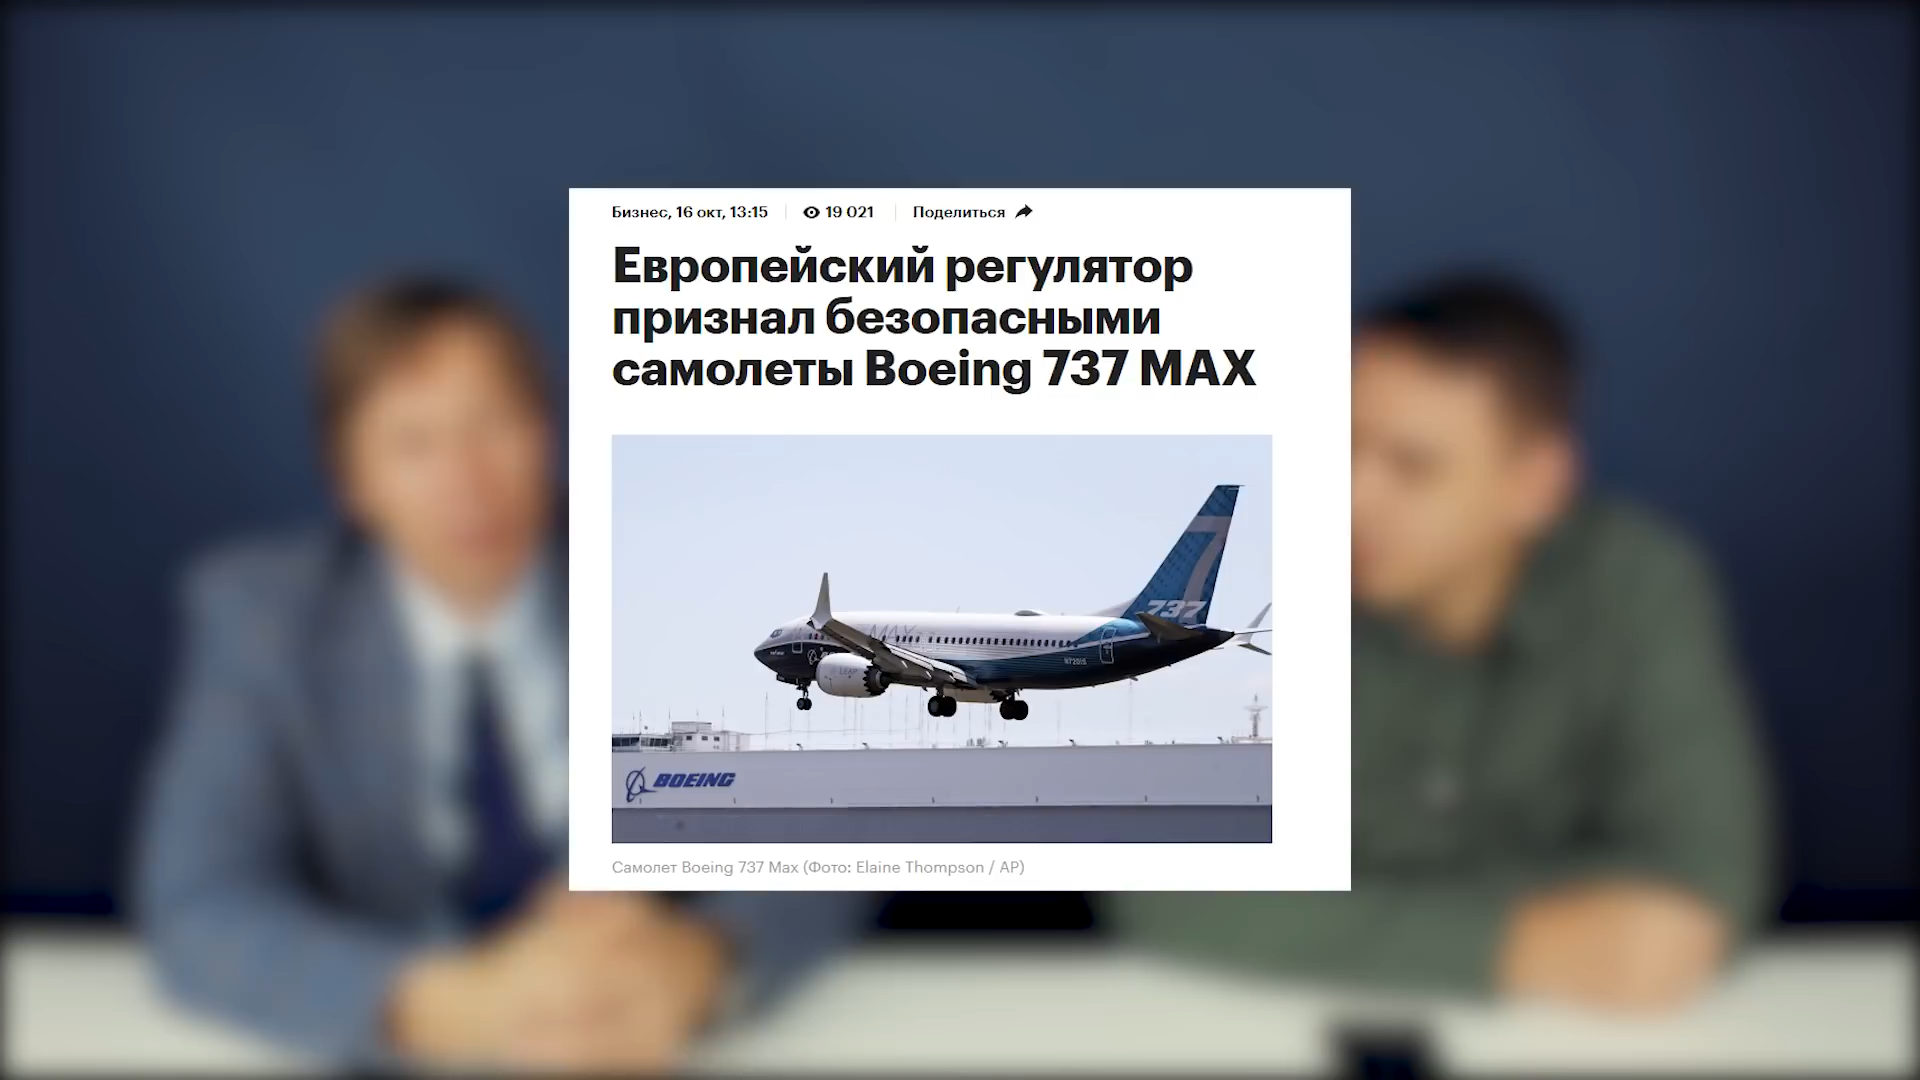 Бизнес, 16 окт, 13:15 19 021 Поделиться
Европейский регулятор
признал безопасными
самолеты Boeing 737 MAX
MAX
737
BOEING
Самолет Boeing 737 Max (Фото: Elaine Thompson / AP)